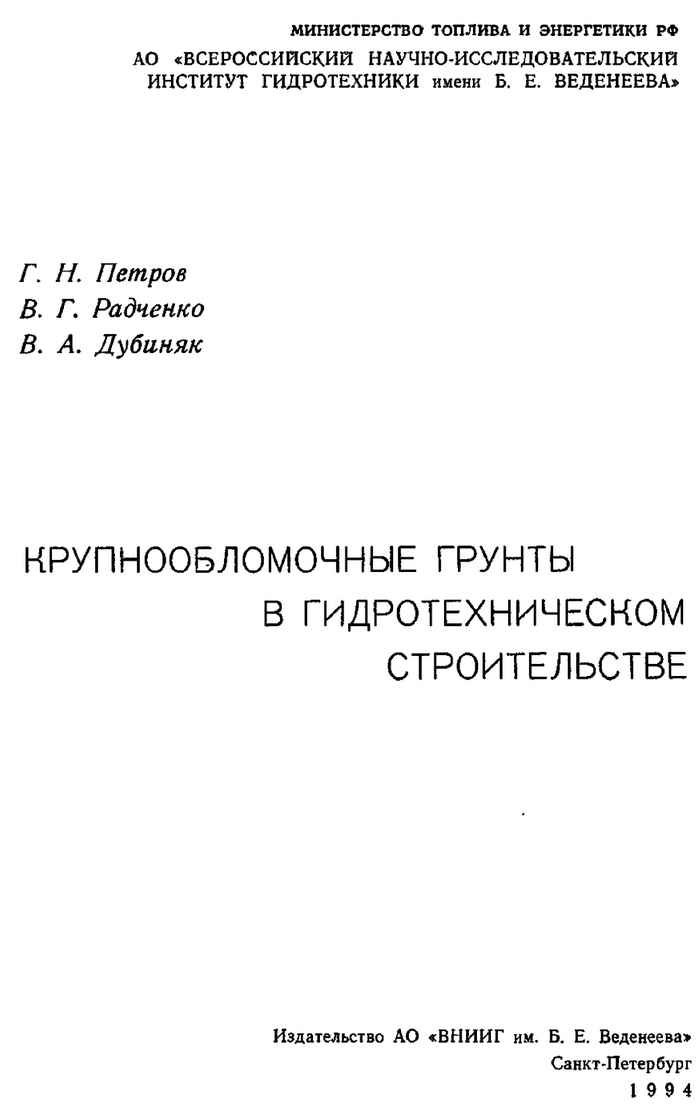 МИНИСТЕРСТВО ТОПЛИВА И ЭНЕРГЕТИКИ РФ
АО «ВСЕРОССИЙСКИЙ НАУЧНО-ИССЛЕДОВАТЕЛЬСКИЙ
ИНСТИТУТ ГИДРОТЕХНИКИ имени Б. Е. ВЕДЕНЕЕВА»
Г. Н. Петров
В. Г. Радченко
В. А. Дубиняк
КРУПНООБЛОМОЧНЫЕ ГРУНТЫ
В ГИДРОТЕХНИЧЕСКОМ
СТРОИТЕЛЬСТВЕ
Издательство АО «ВНИИГ им. Б. Е. Веденеева»
Санкт-Петербург
1994